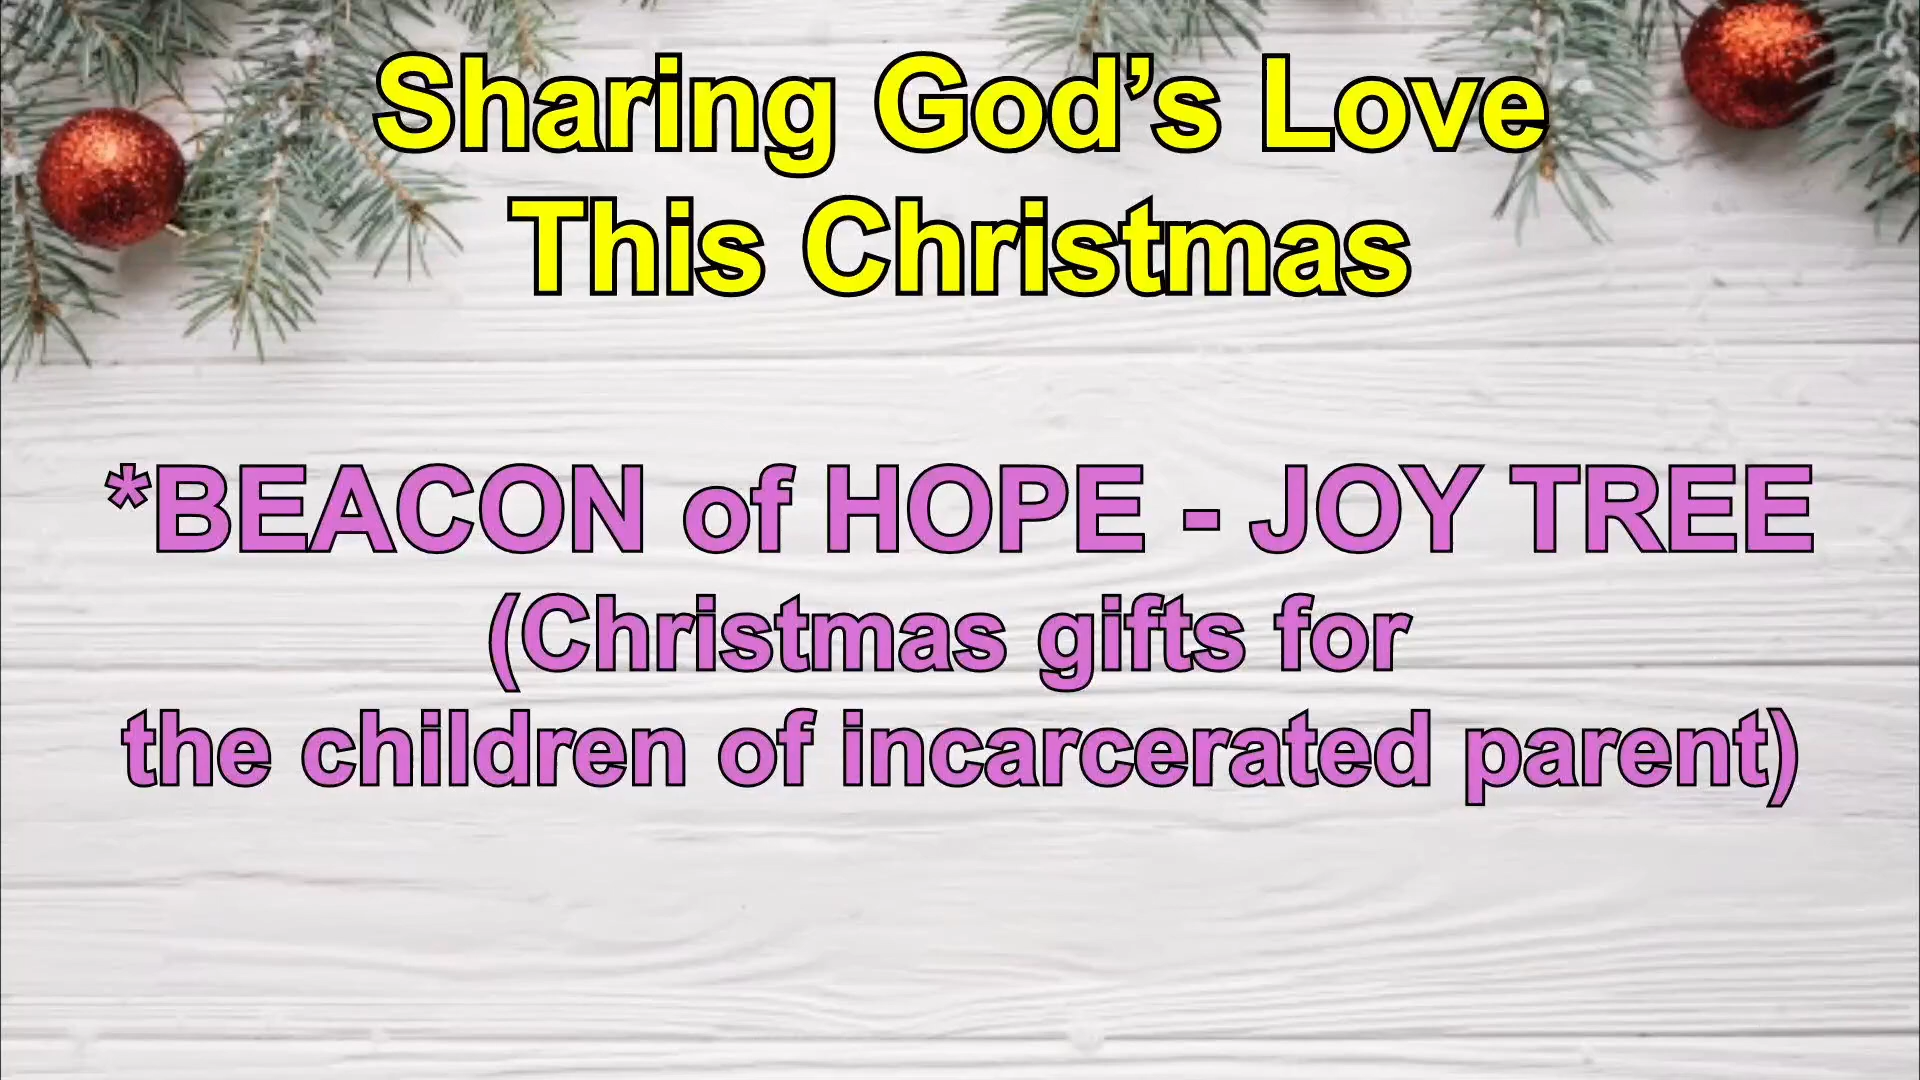 Sharing God’s Love
This Christmas
*BEACON of HOPE - JOY TREE
(Christmas gifts for
the children of incarcerated parent)